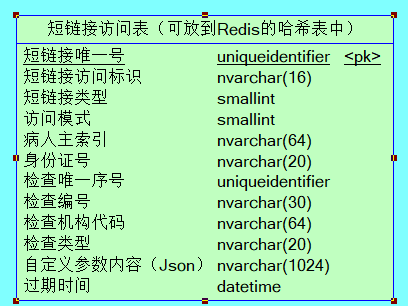 短链接访问表（可放到Redis的哈希表中）
短链接唯一号 uniqueidentifier <pk>
短链接访问标识 nvarchar(16)
短链接类型 smallint
访问模式 smallint
病人主索引 nvarchar(64)
身份证号 nvarchar(20)
检查唯一序号 uniqueidentifier
检查编号 nvarchar(30)
检查机构代码 nvarchar(64)
检查类型 nvarchar(20)
自定义参数内容（Json） nvarchar(1024)
过期时间 datetime